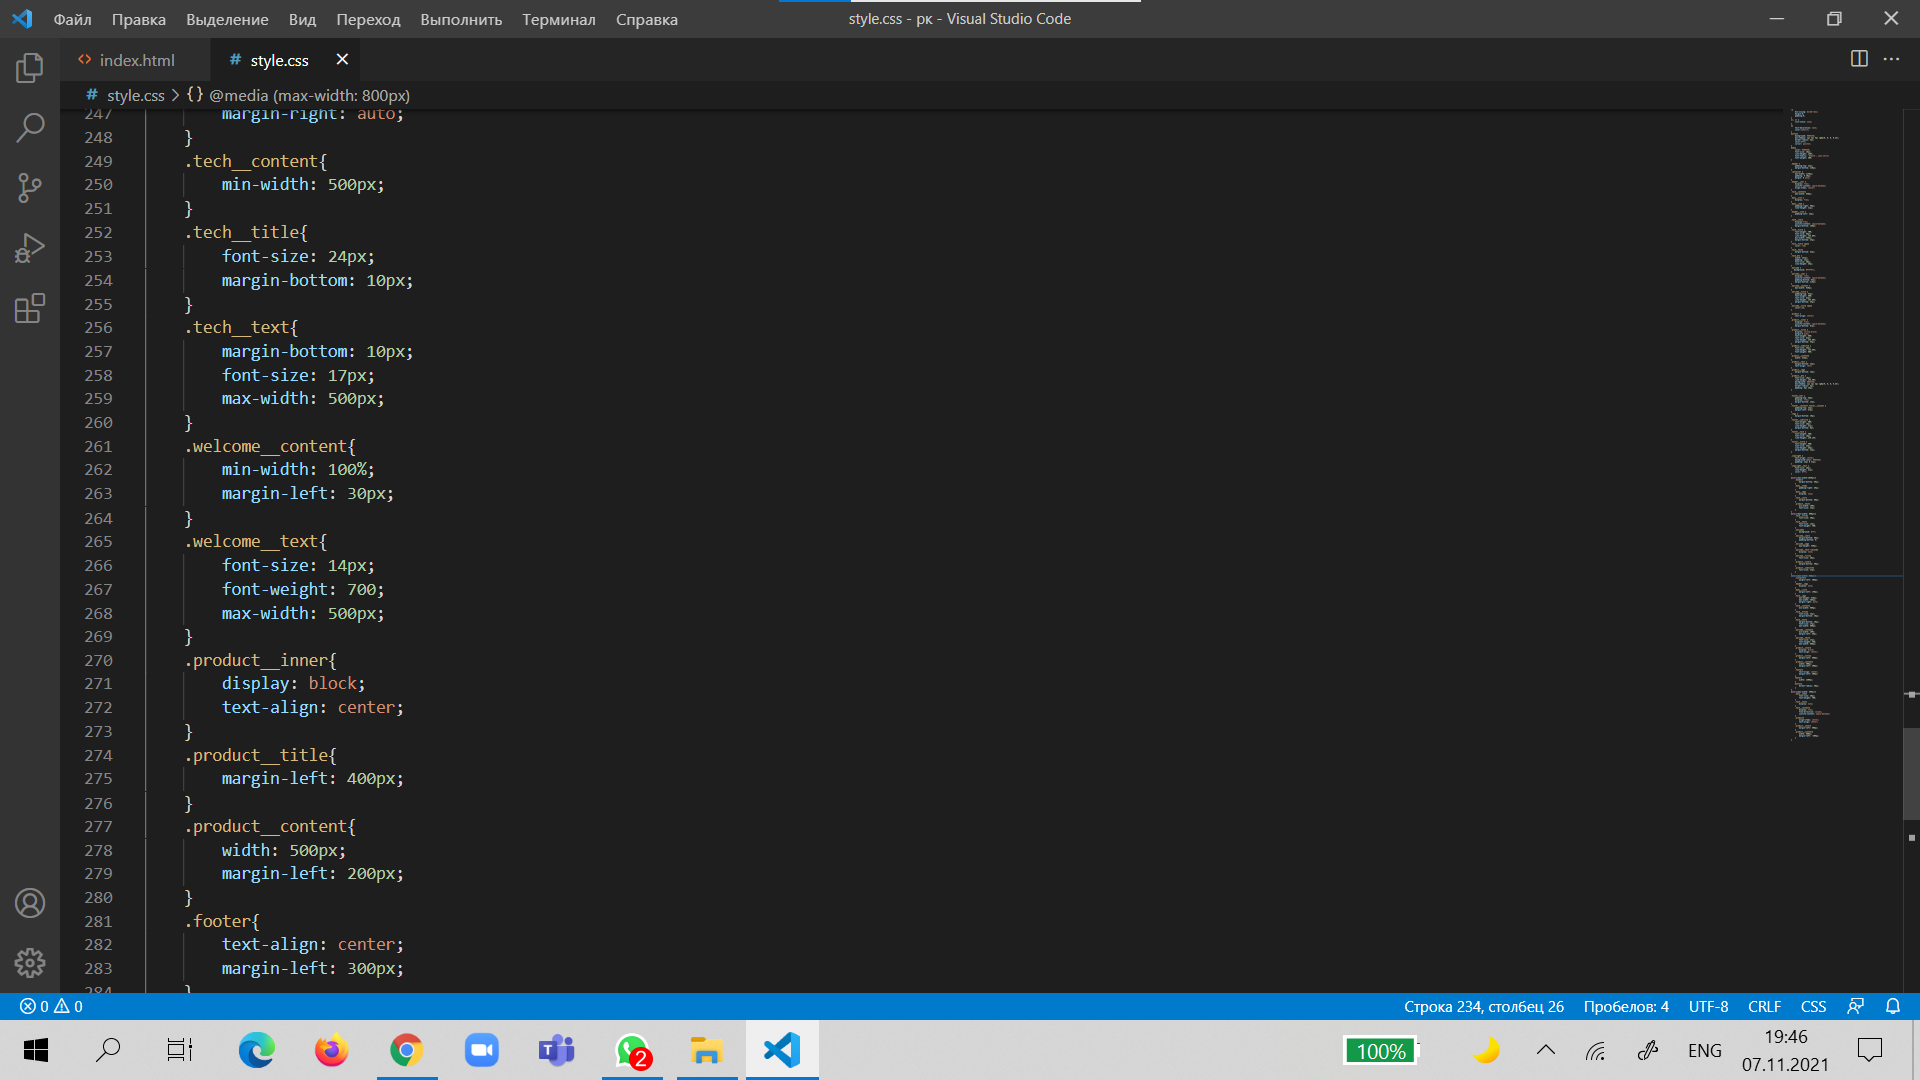 Файл Правка Выделение Вид Переход Выполнить Терминал Справка style.css - рк - Visual Studio Code
index.html # style.css
# style.css > {} @media (max-width: 800px)
247 margin-right: auto;
248 }
249 .tech__content{
250 min-width: 500px;
251 }
252 .tech__title{
253 font-size: 24px;
254 margin-bottom: 10px;
255 }
256 .tech__text{
257 margin-bottom: 10px;
258 font-size: 17px;
259 max-width: 500px;
260 }
261 .welcome__content{
262 min-width: 100%;
263 margin-left: 30px;
264 }
265 .welcome__text{
266 font-size: 14px;
267 font-weight: 700;
268 max-width: 500px;
269 }
270 .product__inner{
271 display: block;
272 text-align: center;
273 }
274 .product__title{
275 margin-left: 400px;
276 }
277 .product__content{
278 width: 500px;
279 margin-left: 200px;
280 }
281 .footer{
282 text-align: center;
283 margin-left: 300px;
284 }
0 0 Строка 234, столбец 26 Пробелов: 4 UTF-8 CRLF CSS
2 100% ENG 19:46
07.11.2021